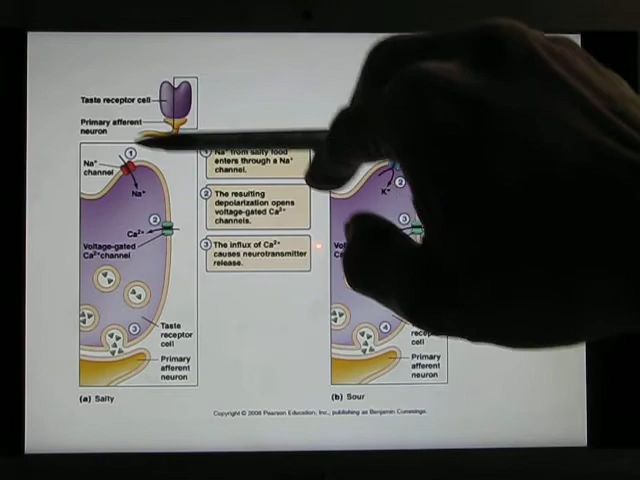 Taste receptor cell
Primary afferent
neuron
Na+
channel
1
Na+
2
Ca2+
Voltage-gated
Ca2+channel
3
Taste
receptor
cell
Primary
afferent
neuron
(a) Salty
1 Na+ from salty food
enters through a Na+
channel.
2 The resulting
depolarization opens
voltage-gated Ca2+
channels.
3 The influx of Ca2+
causes neurotransmitter
release.
2
K+
3
4
cell
Primary
afferent
neuron
(b) Sour
Copyright © 2008 Pearson Education, Inc., publishing as Benjamin Cummings.